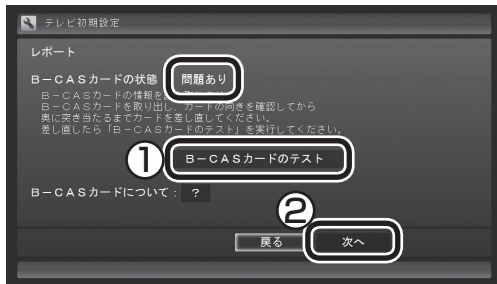 テレビ初期設定
レポート
B-CASカードの状態 問題あり
B-CASカードの情報を
B-CASカードを取り出し、カードの向きを確認してから
奥に突き当たるまでカードを差し直してください。
差し直したら「B-CASカードのテスト」を実行してください。
① B-CASカードのテスト
B-CASカードについて: ?
②
戻る 次へ